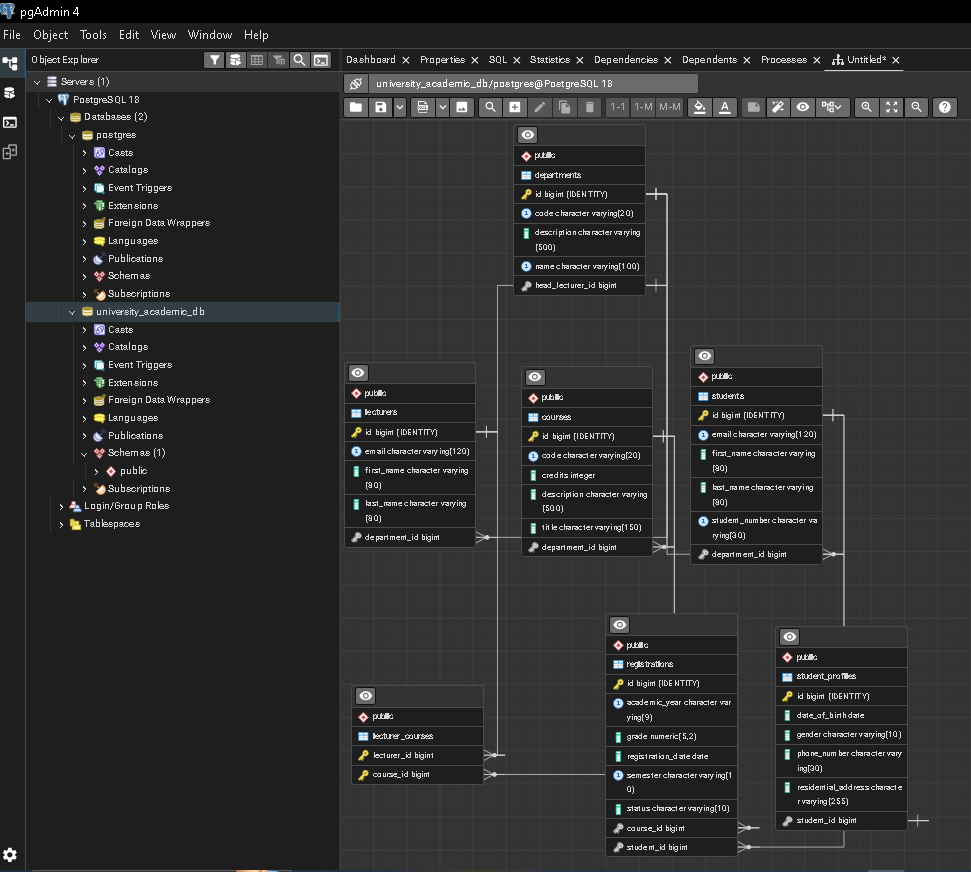 pgAdmin 4
File Object Tools Edit View Window Help
Object Explorer
Dashboard Properties SQL Statistics Dependencies Dependents Processes Untitled*
university_academic_db/postgres@PostgreSQL 18
1-1 1-M M-M
Servers (1)
PostgreSQL 18
Databases (2)
postgres
Casts
Catalogs
Event Triggers
Extensions
Foreign Data Wrappers
Languages
Publications
Schemas
Subscriptions
university_academic_db
Casts
Catalogs
Event Triggers
Extensions
Foreign Data Wrappers
Languages
Publications
Schemas (1)
public
Subscriptions
Login/Group Roles
Tablespaces
public
departments
id bigint (IDENTITY)
code character varying(20)
description character varying
(500)
name character varying(100)
head_lecturer_id bigint
public
lecturers
id bigint (IDENTITY)
email character varying(120)
first_name character varying
(80)
last_name character varying
(80)
department_id bigint
public
courses
id bigint (IDENTITY)
code character varying(20)
credits integer
description character varying
(500)
title character varying(150)
department_id bigint
public
students
id bigint (IDENTITY)
email character varying(120)
first_name character varying
(80)
last_name character varying
(80)
student_number character va
rying(30)
department_id bigint
public
lecturer_courses
lecturer_id bigint
course_id bigint
public
registrations
id bigint (IDENTITY)
academic_year character var
ying(9)
grade numeric(5,2)
registration_date date
semester character varying(1
0)
status character varying(10)
course_id bigint
student_id bigint
public
student_profiles
id bigint (IDENTITY)
date_of_birth date
gender character varying(10)
phone_number character vary
ing(30)
residential_address characte
r varying(255)
student_id bigint